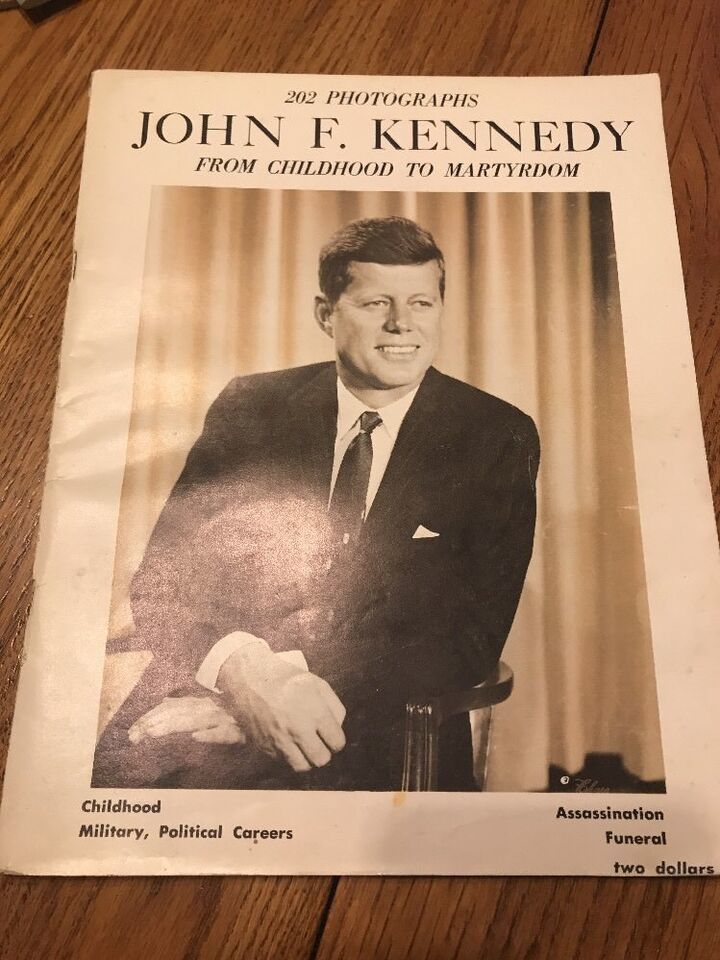 202 PHOTOGRAPHS
JOHN F. KENNEDY
FROM CHILDHOOD TO MARTYRDOM
Childhood
Military, Political Careers
Assassination
Funeral
two dollars